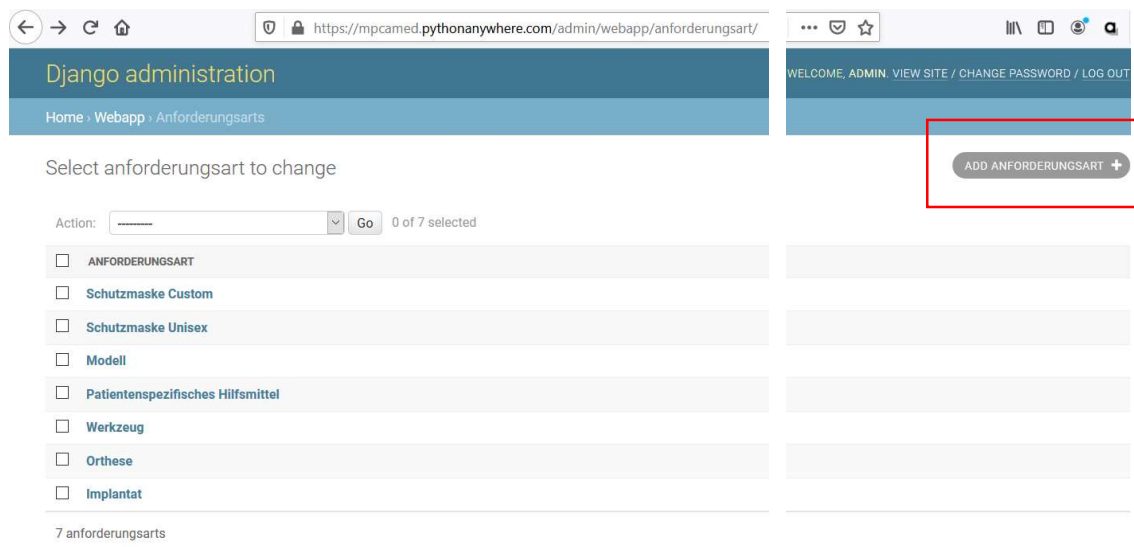 https://mpcamed.pythonanywhere.com/admin/webapp/anforderungsart/
Django administration
WELCOME, ADMIN. VIEW SITE / CHANGE PASSWORD / LOG OUT
Home › Webapp › Anforderungsarts
Select anforderungsart to change
ADD ANFORDERUNGSART +
Action: --------- Go 0 of 7 selected
ANFORDERUNGSART
Schutzmaske Custom
Schutzmaske Unisex
Modell
Patientenspezifisches Hilfsmittel
Werkzeug
Orthese
Implantat
7 anforderungsarts